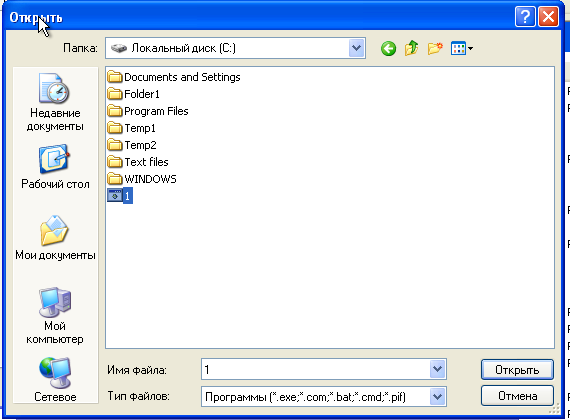 Открыть
Папка:
Локальный диск (C:)
Недавние
документы
Рабочий стол
Мои документы
Мой
компьютер
Сетевое
Documents and Settings
Folder1
Program Files
Temp1
Temp2
Text files
WINDOWS
1
Имя файла:
1
Открыть
Тип файлов:
Программы (*.exe;*.com;*.bat;*.cmd;*.pif)
Отмена